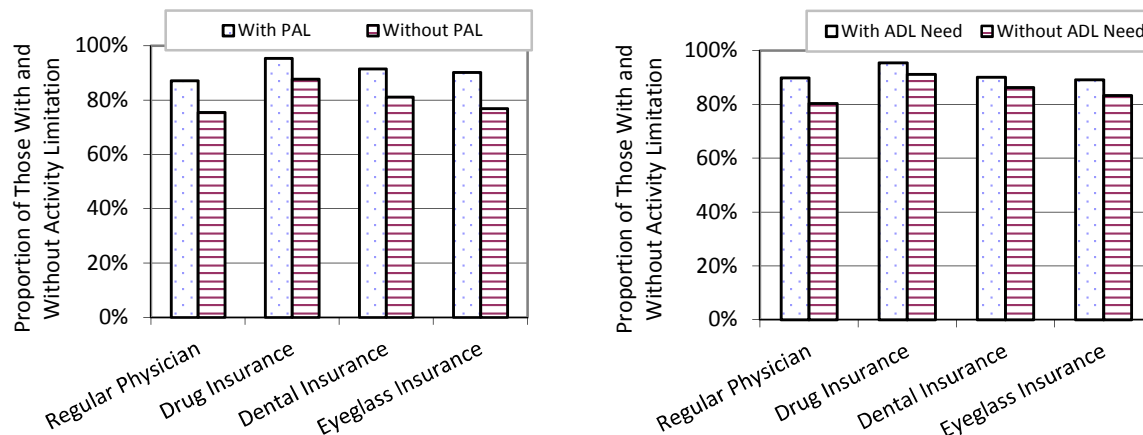 With PAL Without PAL
Proportion of Those With and
Without Activity Limitation
100%
80%
60%
40%
20%
0%
Regular Physician
Drug Insurance
Dental Insurance
Eyeglass Insurance
With ADL Need Without ADL Need
Proportion of Those With and
Without Activity Limitation
100%
80%
60%
40%
20%
0%
Regular Physician
Drug Insurance
Dental Insurance
Eyeglass Insurance